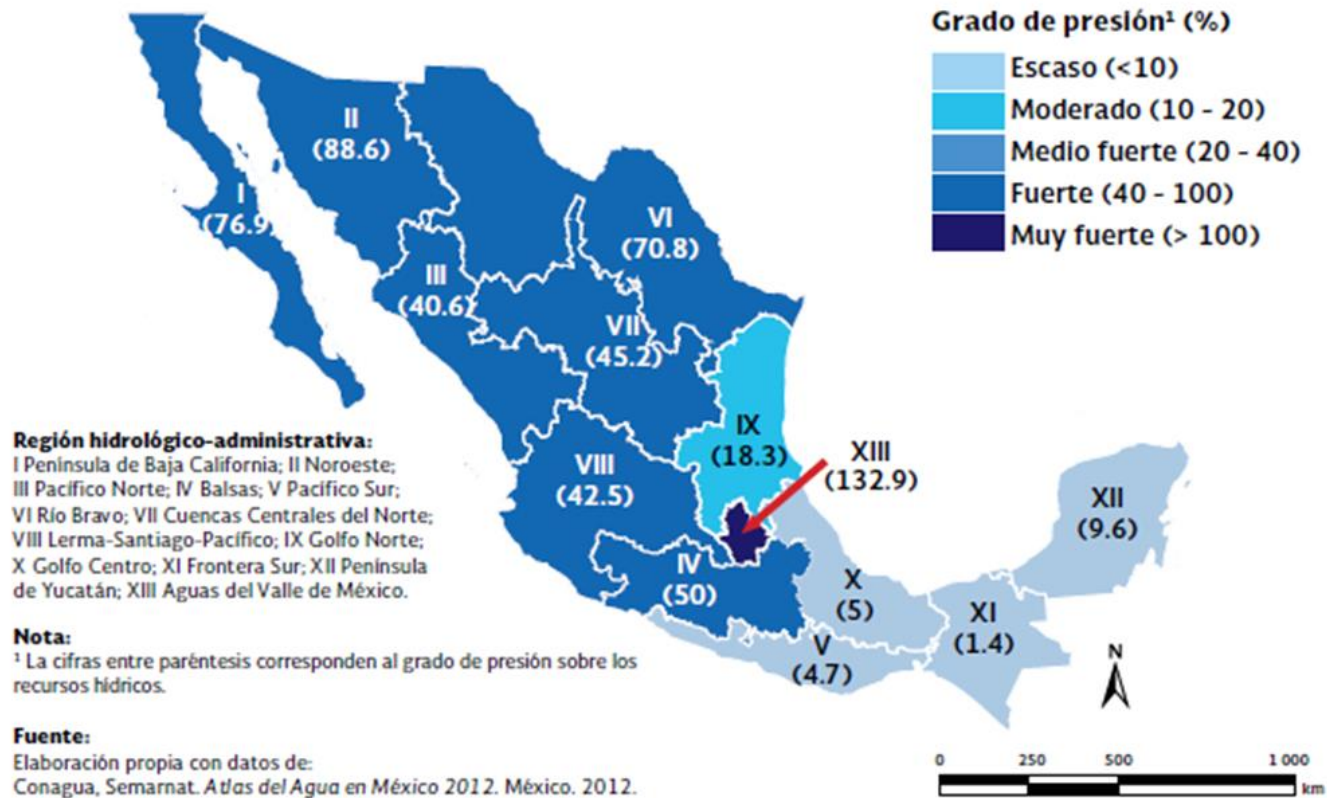 Grado de presión¹ (%)
Escaso (<10)
Moderado (10 - 20)
Medio fuerte (20 - 40)
Fuerte (40 - 100)
Muy fuerte (> 100)
II
(88.6)
I
(76.9)
VI
(70.8)
III
(40.6)
VII
(45.2)
IX
(18.3)
XIII
(132.9)
VIII
(42.5)
XII
(9.6)
IV
(50)
X
(5)
XI
(1.4)
V
(4.7)
Región hidrológico-administrativa:
I Península de Baja California; II Noroeste;
III Pacífico Norte; IV Balsas; V Pacífico Sur;
VI Río Bravo; VII Cuencas Centrales del Norte;
VIII Lerma-Santiago-Pacífico; IX Golfo Norte;
X Golfo Centro; XI Frontera Sur; XII Península
de Yucatán; XIII Aguas del Valle de México.
Nota:
¹ La cifras entre paréntesis corresponden al grado de presión sobre los
recursos hídricos.
Fuente:
Elaboración propia con datos de:
Conagua, Semarnat. Atlas del Agua en México 2012. México. 2012.
N
0 250 500 1 000
km